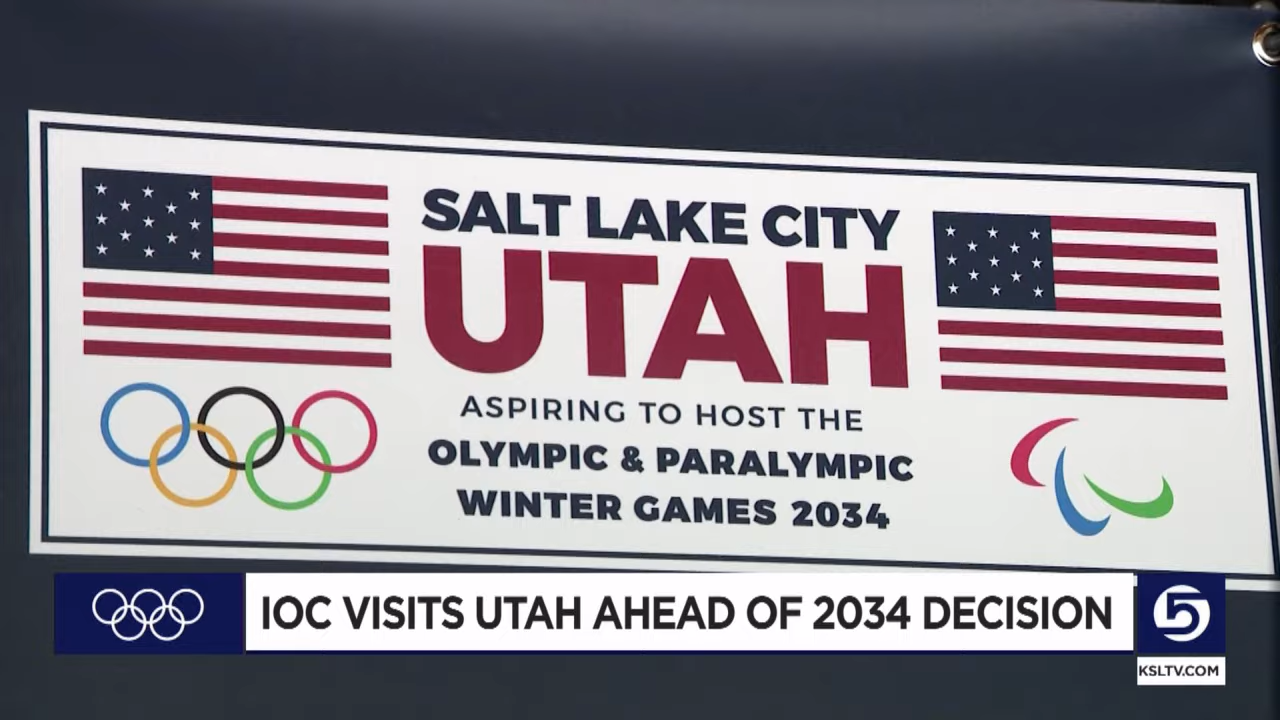 SALT LAKE CITY
UTAH
ASPIRING TO HOST THE
OLYMPIC & PARALYMPIC
WINTER GAMES 2034
IOC VISITS UTAH AHEAD OF 2034 DECISION
5
KSLTV.COM